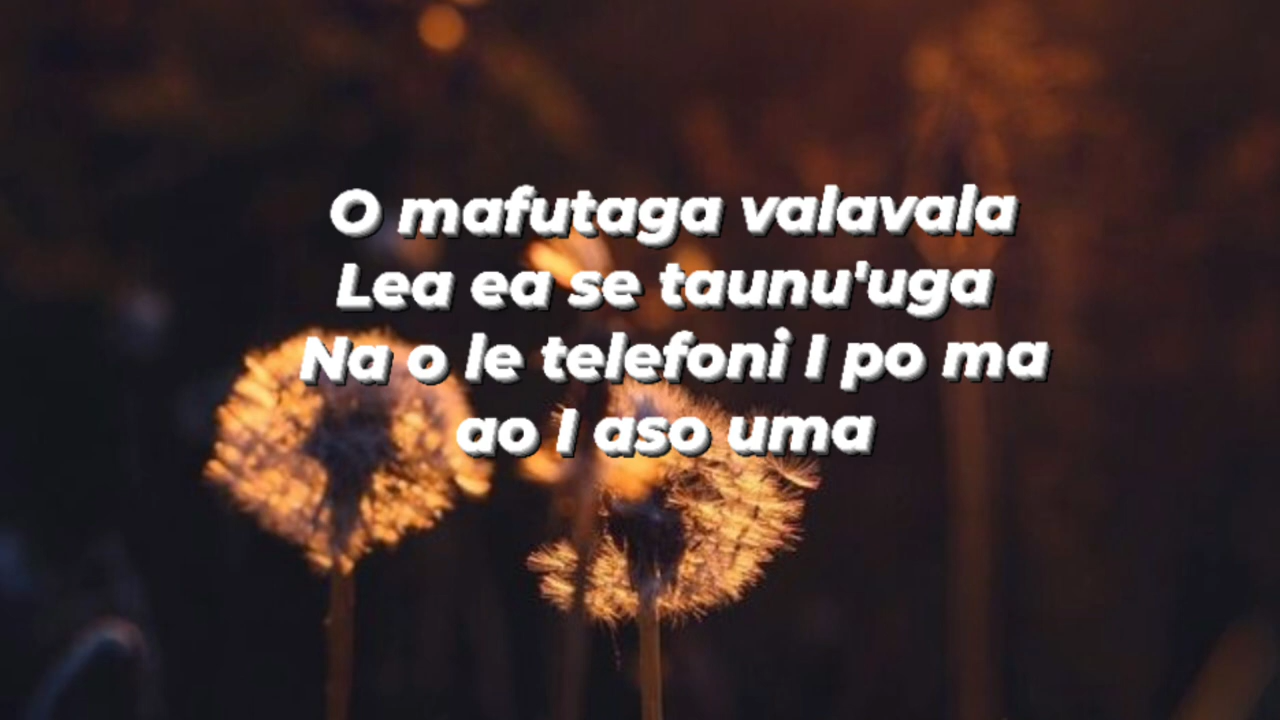 O mafutaga valavala
Lea ea se taunu'uga
Na o le telefoni I po ma
ao I aso uma